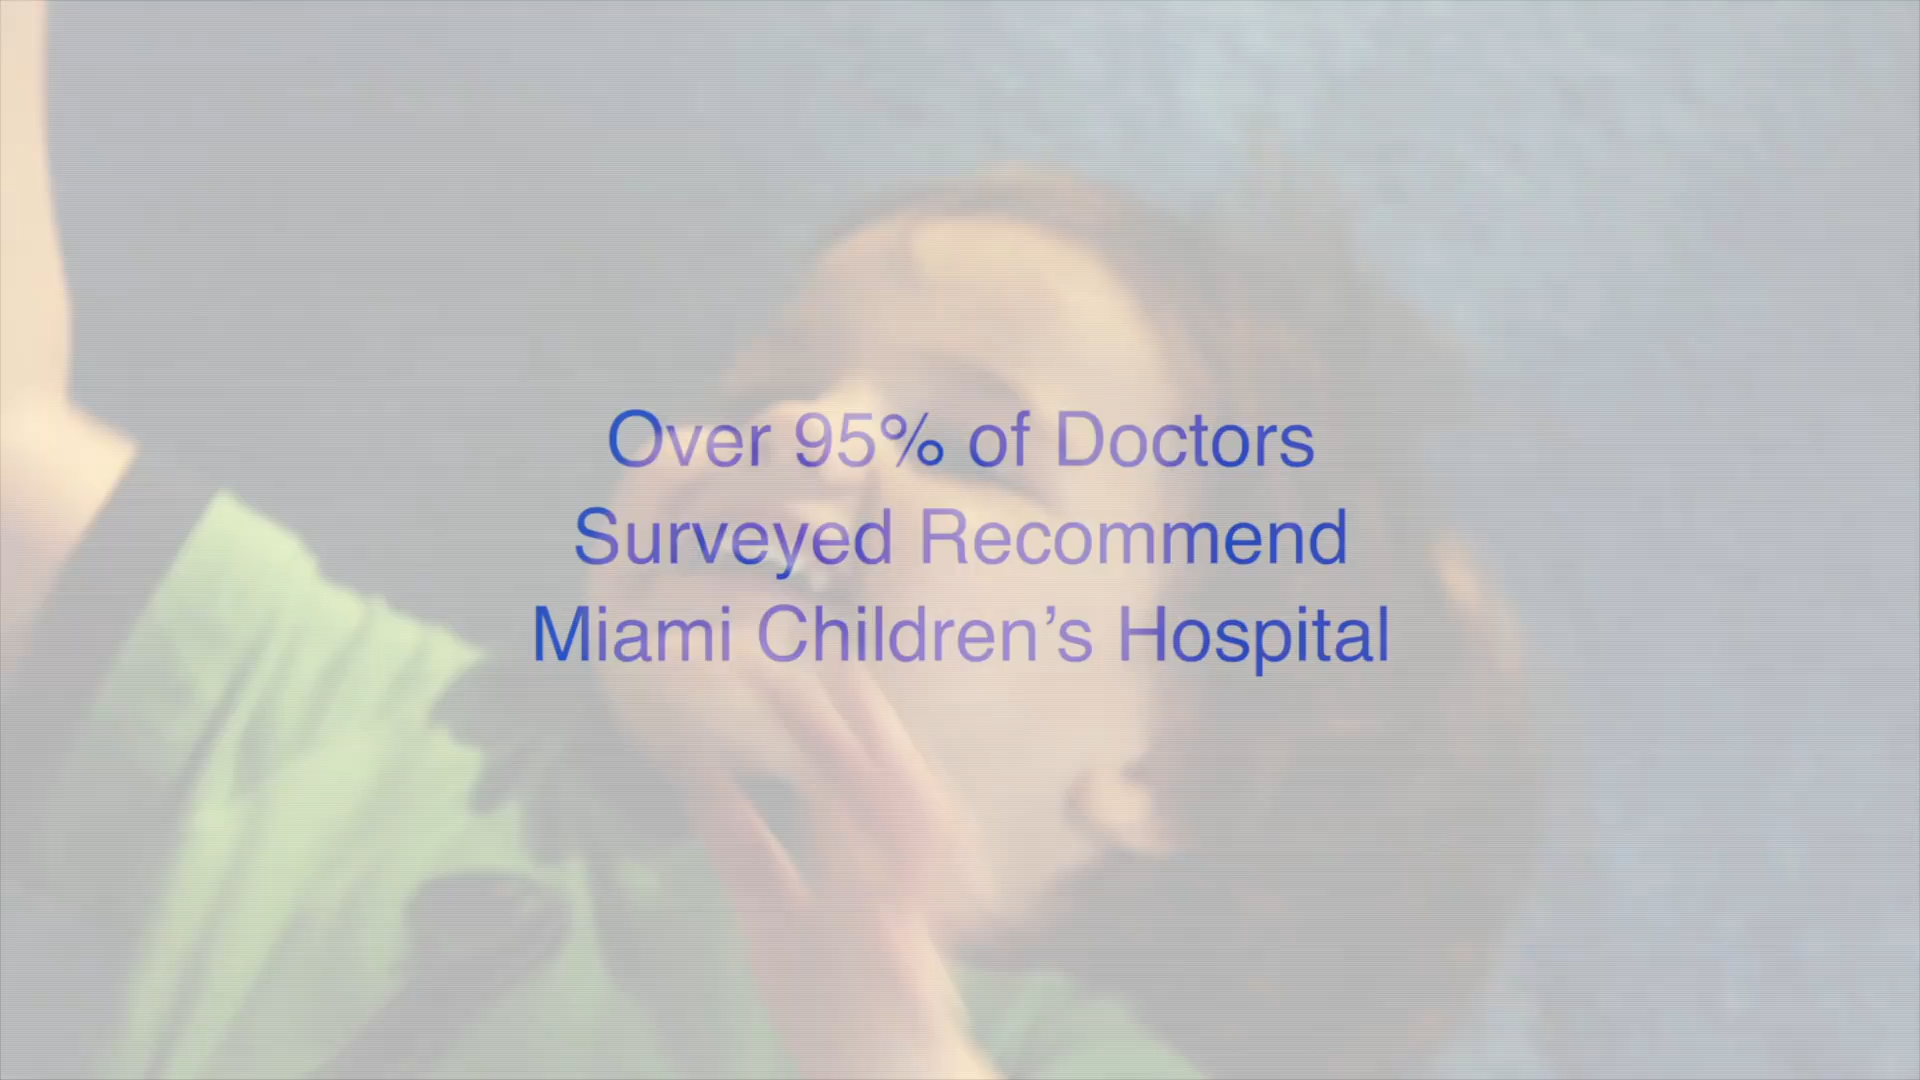 Over 95% of Doctors
Surveyed Recommend
Miami Children’s Hospital